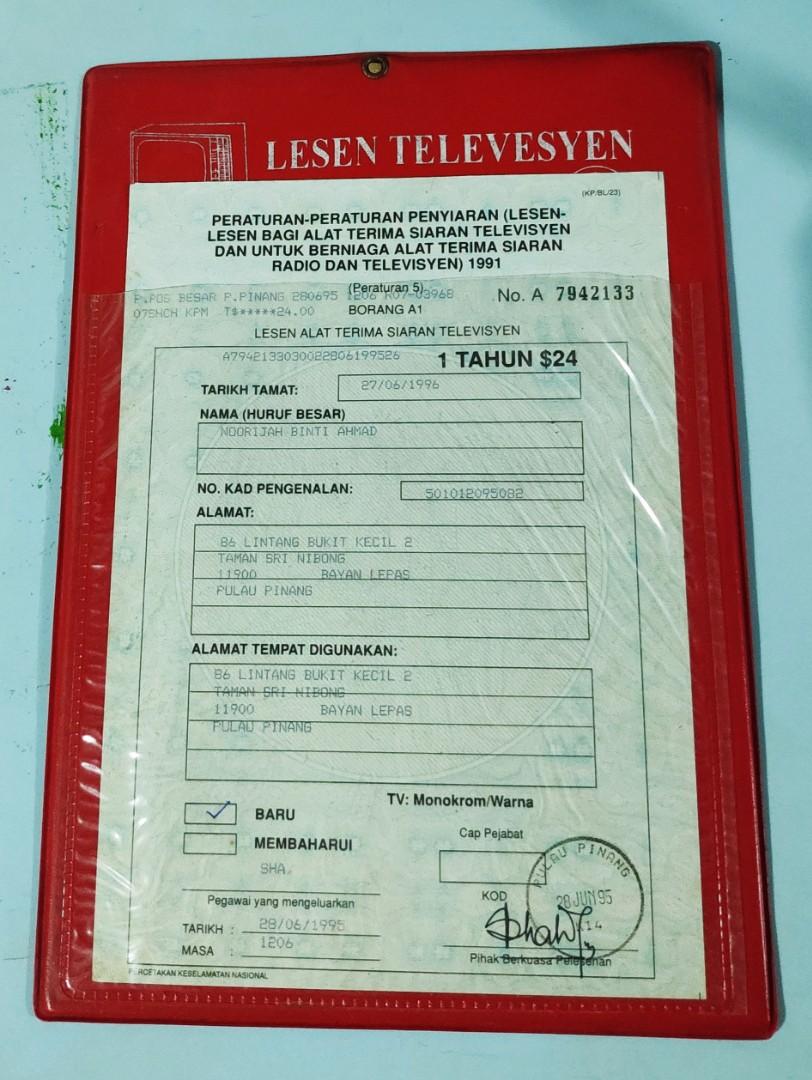 LESEN TELEVESYEN
(KP/BL/23)
PERATURAN-PERATURAN PENYIARAN (LESEN-
LESEN BAGI ALAT TERIMA SIARAN TELEVISYEN
DAN UNTUK BERNIAGA ALAT TERIMA SIARAN
RADIO DAN TELEVISYEN) 1991
(Peraturan 5)
P.POS BESAR P.PINANG 280695 1206 R07-03968
No. A 7942133
07SHCH KPM T$*****24.00
BORANG A1
LESEN ALAT TERIMA SIARAN TELEVISYEN
A7942133030022806199526
1 TAHUN $24
TARIKH TAMAT: 27/06/1996
NAMA (HURUF BESAR)
NOORIJAH BINTI AHMAD
NO. KAD PENGENALAN: 501012095082
ALAMAT:
86 LINTANG BUKIT KECIL 2
TAMAN SRI NIBONG
11900 BAYAN LEPAS
PULAU PINANG
ALAMAT TEMPAT DIGUNAKAN:
86 LINTANG BUKIT KECIL 2
TAMAN SRI NIBONG
11900 BAYAN LEPAS
PULAU PINANG
TV: Monokrom/Warna
BARU
MEMBAHARUI
Cap Pejabat
SHA.
Pegawai yang mengeluarkan
KOD
PULAU PINANG
28 JUN 95
K14
TARIKH : 28/06/1995
MASA : 1206
Pihak Berkuasa Pelesenan
PERCETAKAN KESELAMATAN NASIONAL